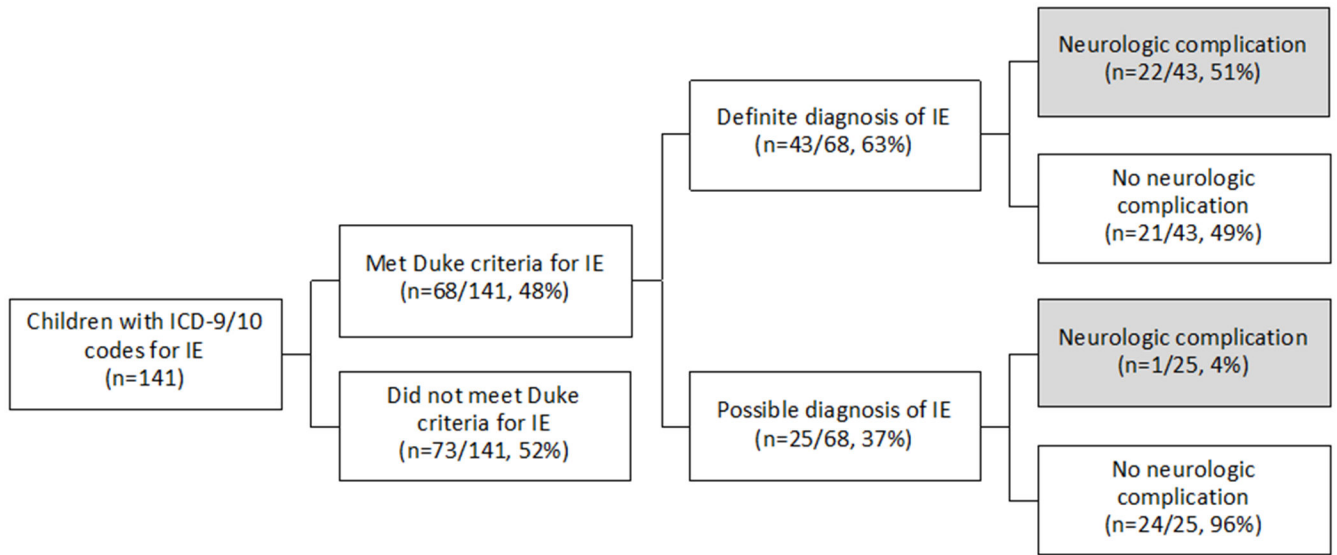 Children with ICD-9/10
codes for IE
(n=141)
Met Duke criteria for IE
(n=68/141, 48%)
Did not meet Duke
criteria for IE
(n=73/141, 52%)
Definite diagnosis of IE
(n=43/68, 63%)
Possible diagnosis of IE
(n=25/68, 37%)
Neurologic complication
(n=22/43, 51%)
No neurologic
complication
(n=21/43, 49%)
Neurologic complication
(n=1/25, 4%)
No neurologic
complication
(n=24/25, 96%)